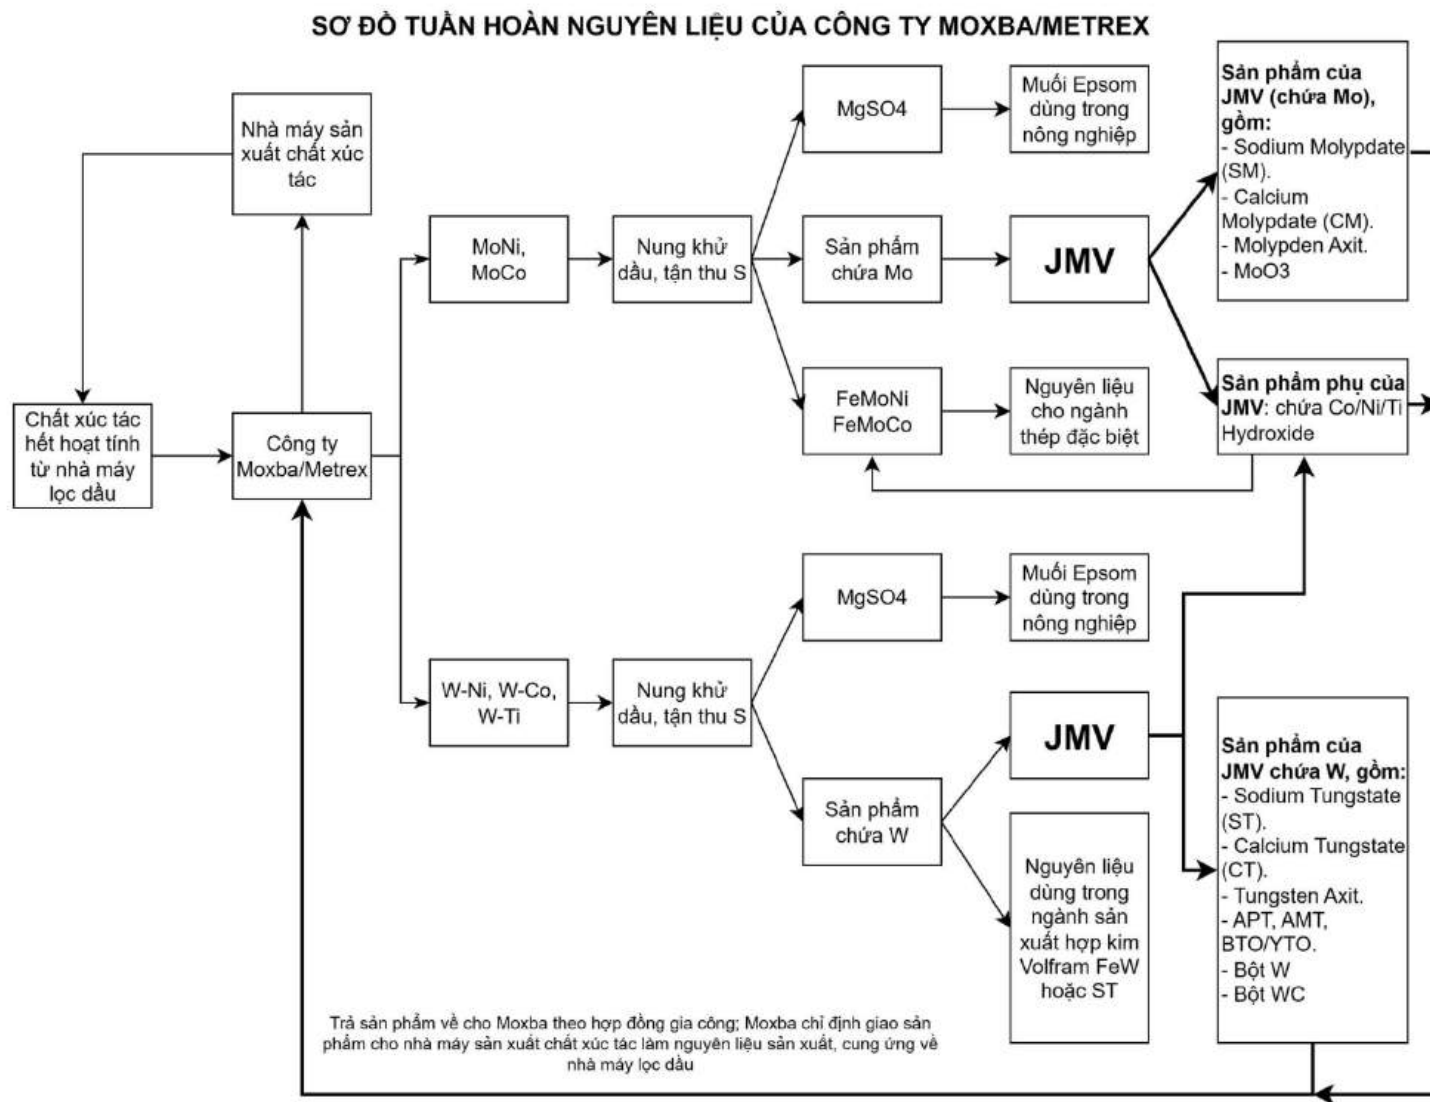 SƠ ĐỒ TUẦN HOÀN NGUYÊN LIỆU CỦA CÔNG TY MOXBA/METREX
Nhà máy sản
xuất chất xúc
tác
Chất xúc tác
hết hoạt tính
từ nhà máy
lọc dầu
Công ty
Moxba/Metrex
MoNi,
MoCo
Nung khử
dầu, tận thu S
MgSO4
Muối Epsom
dùng trong
nông nghiệp
Sản phẩm
chứa Mo
JMV
FeMoNi
FeMoCo
Nguyên liệu
cho ngành
thép đặc biệt
Sản phẩm của
JMV (chứa Mo),
gồm:
- Sodium Molypdate
(SM).
- Calcium
Molypdate (CM).
- Molypden Axit.
- MoO3
Sản phẩm phụ của
JMV: chứa Co/Ni/Ti
Hydroxide
W-Ni, W-Co,
W-Ti
Nung khử
dầu, tận thu S
MgSO4
Muối Epsom
dùng trong
nông nghiệp
Sản phẩm
chứa W
JMV
Nguyên liệu
dùng trong
ngành sản
xuất hợp kim
Volfram FeW
hoặc ST
Sản phẩm của
JMV chứa W, gồm:
- Sodium Tungstate
(ST).
- Calcium Tungstate
(CT).
- Tungsten Axit.
- APT, AMT,
BTO/YTO.
- Bột W
- Bột WC
Trả sản phẩm về cho Moxba theo hợp đồng gia công; Moxba chỉ định giao sản
phẩm cho nhà máy sản xuất chất xúc tác làm nguyên liệu sản xuất, cung ứng về
nhà máy lọc dầu